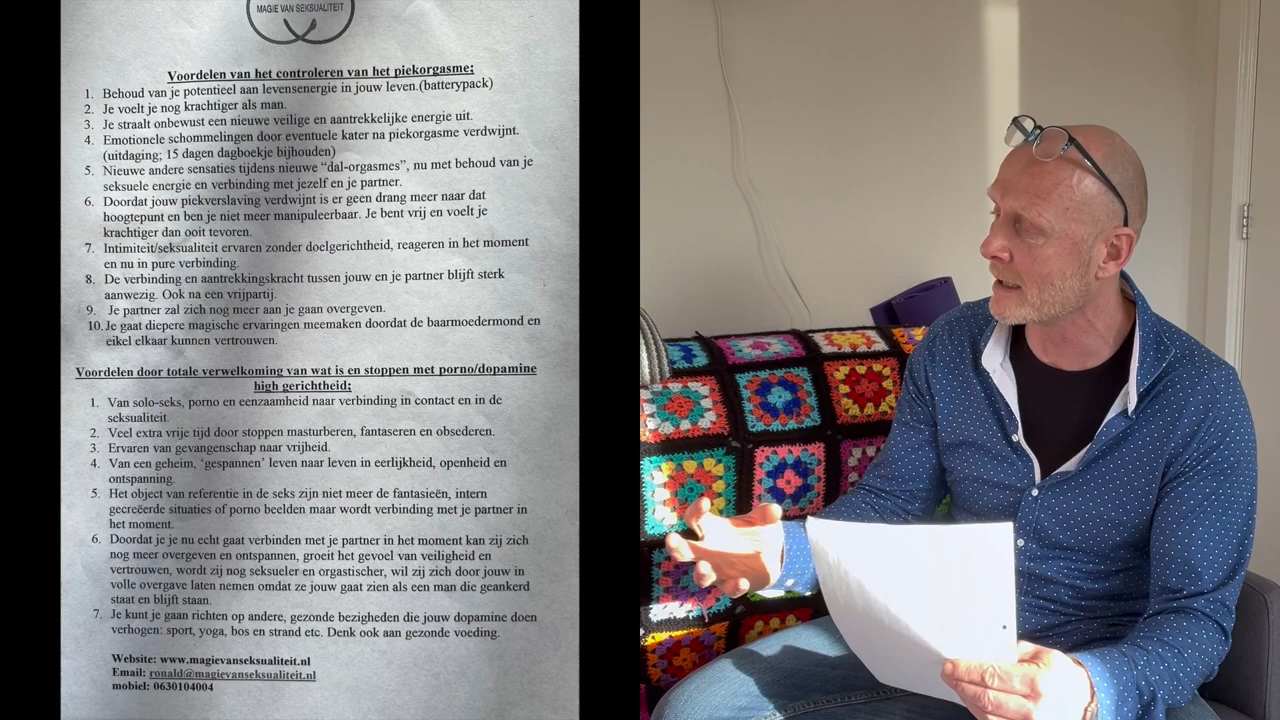 MAGIE VAN SEKSUALITEIT
Voordelen van het controleren van het piekorgasme;
1. Behoud van je potentieel aan levensenergie in jouw leven.(batterypack)
2. Je voelt je nog krachtiger als man.
3. Je straalt onbewust een nieuwe veilige en aantrekkelijke energie uit.
4. Emotionele schommelingen door eventuele kater na piekorgasme verdwijnt.
(uitdaging; 15 dagen dagboekje bijhouden)
5. Nieuwe andere sensaties tijdens nieuwe “dal-orgasmes”, nu met behoud van je
seksuele energie en verbinding met jezelf en je partner.
6. Doordat jouw piekverslaving verdwijnt is er geen drang meer naar dat
hoogtepunt en ben je niet meer manipuleerbaar. Je bent vrij en voelt je
krachtiger dan ooit tevoren.
7. Intimiteit/seksualiteit ervaren zonder doelgerichtheid, reageren in het moment
en nu in pure verbinding.
8. De verbinding en aantrekkingskracht tussen jouw en je partner blijft sterk
aanwezig. Ook na een vrijpartij.
9. Je partner zal zich nog meer aan je gaan overgeven.
10. Je gaat diepere magische ervaringen meemaken doordat de baarmoedermond en
eikel elkaar kunnen vertrouwen.
Voordelen door totale verwelkoming van wat is en stoppen met porno/dopamine
high gerichtheid;
1. Van solo-seks, porno en eenzaamheid naar verbinding in contact en in de
seksualiteit.
2. Veel extra vrije tijd door stoppen masturberen, fantaseren en obsederen.
3. Ervaren van gevangenschap naar vrijheid.
4. Van een geheim, ‘gespannen’ leven naar leven in eerlijkheid, openheid en
ontspanning.
5. Het object van referentie in de seks zijn niet meer de fantasieën, intern
gecreëerde situaties of porno beelden maar wordt verbinding met je partner in
het moment.
6. Doordat je je nu echt gaat verbinden met je partner in het moment kan zij zich
nog meer overgeven en ontspannen, groeit het gevoel van veiligheid en
vertrouwen, wordt zij nog seksueler en orgastischer, wil zij zich door jouw in
volle overgave laten nemen omdat ze jouw gaat zien als een man die geankerd
staat en blijft staan.
7. Je kunt je gaan richten op andere, gezonde bezigheden die jouw dopamine doen
verhogen: sport, yoga, bos en strand etc. Denk ook aan gezonde voeding.
Website: www.magievanseksualiteit.nl
Email: ronald@magievanseksualiteit.nl
mobiel: 0630104004